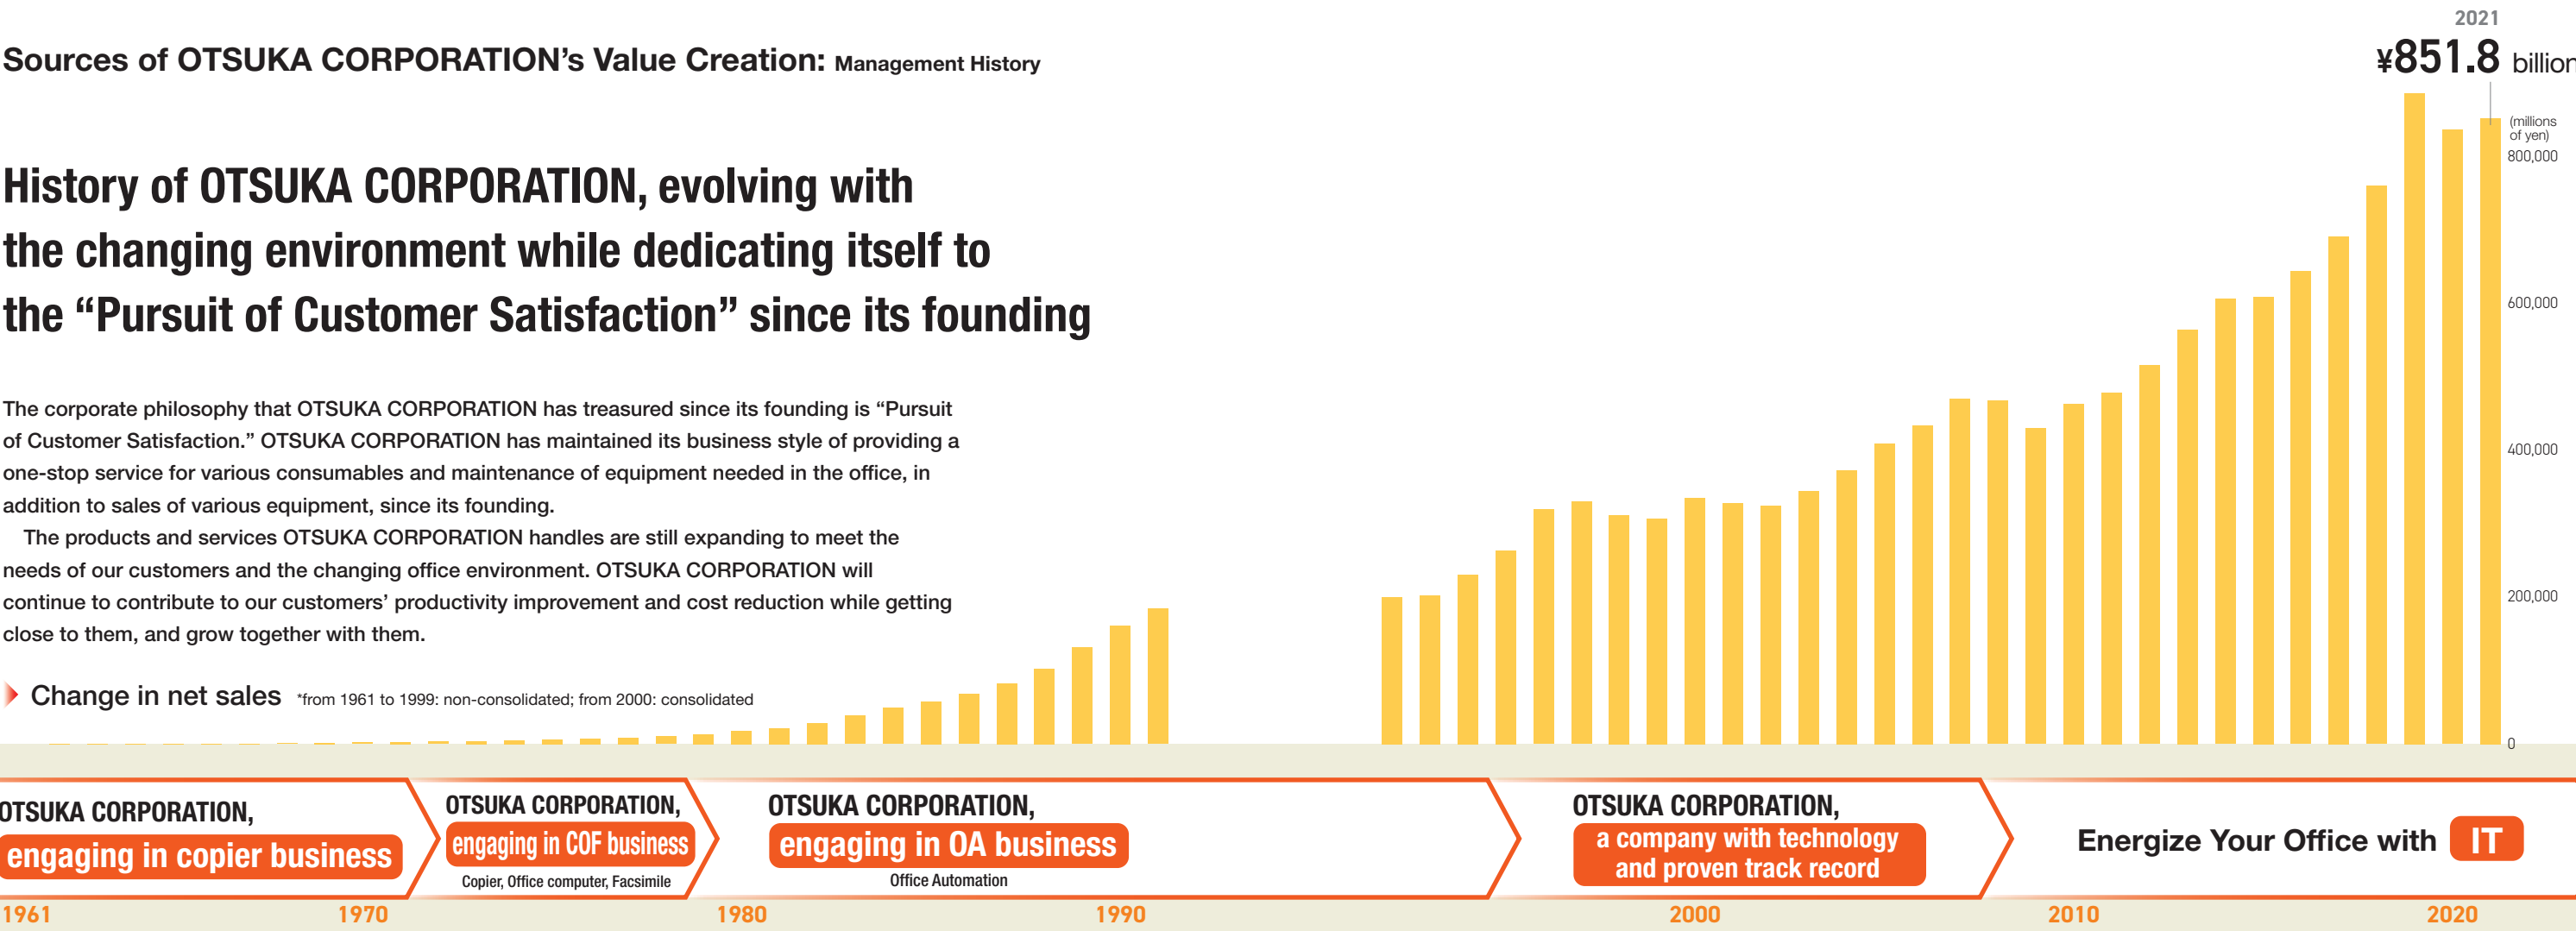 Sources of OTSUKA CORPORATION’s Value Creation: Management History
2021
¥851.8 billion
History of OTSUKA CORPORATION, evolving with
the changing environment while dedicating itself to
the “Pursuit of Customer Satisfaction” since its founding
The corporate philosophy that OTSUKA CORPORATION has treasured since its founding is “Pursuit
of Customer Satisfaction.” OTSUKA CORPORATION has maintained its business style of providing a
one-stop service for various consumables and maintenance of equipment needed in the office, in
addition to sales of various equipment, since its founding.
The products and services OTSUKA CORPORATION handles are still expanding to meet the
needs of our customers and the changing office environment. OTSUKA CORPORATION will
continue to contribute to our customers’ productivity improvement and cost reduction while getting
close to them, and grow together with them.
Change in net sales *from 1961 to 1999: non-consolidated; from 2000: consolidated
(millions
of yen)
800,000
600,000
400,000
200,000
0
OTSUKA CORPORATION,
engaging in copier business
OTSUKA CORPORATION,
engaging in COF business
Copier, Office computer, Facsimile
OTSUKA CORPORATION,
engaging in OA business
Office Automation
OTSUKA CORPORATION,
a company with technology
and proven track record
Energize Your Office with IT
1961 1970 1980 1990 2000 2010 2020